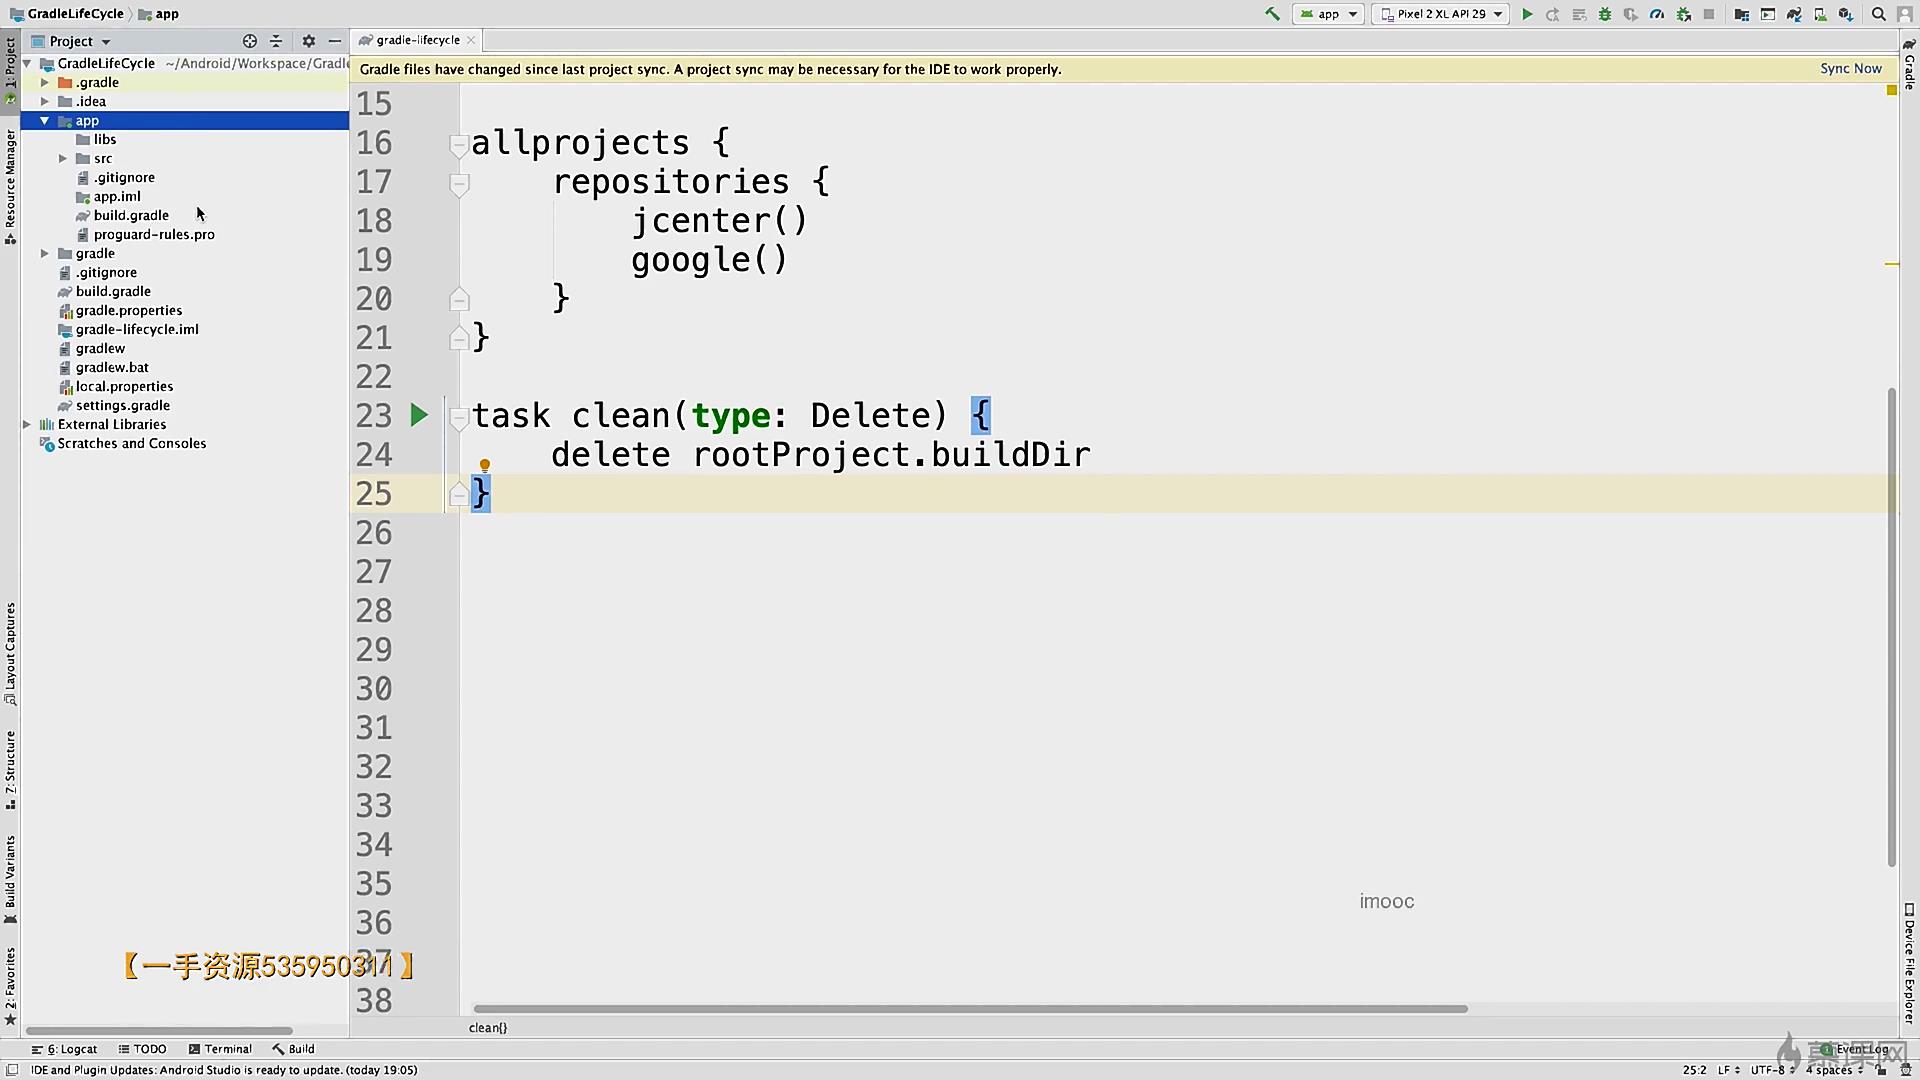 GradleLifeCycle
app
app
Pixel 2 XL API 29
Project
gradle-lifecycle
GradleLifeCycle ~/Android/Workspace/Gradle
Gradle files have changed since last project sync. A project sync may be necessary for the IDE to work properly.
Sync Now
.gradle
.idea
app
libs
src
.gitignore
app.iml
build.gradle
proguard-rules.pro
gradle
.gitignore
build.gradle
gradle.properties
gradle-lifecycle.iml
gradlew
gradlew.bat
local.properties
settings.gradle
External Libraries
Scratches and Consoles
1: Project
Resource Manager
Layout Captures
7: Structure
Build Variants
2: Favorites
15
16 allprojects {
17 repositories {
18 jcenter()
19 google()
20 }
21 }
22
23 task clean(type: Delete) {
24 delete rootProject.buildDir
25 }
26
27
28
29
30
31
32
33
34
35
36
37
38
imooc
【一手资源535950311】
clean{}
Gradle
Device File Explorer
6: Logcat
TODO
Terminal
Build
Event Log
慕课网
IDE and Plugin Updates: Android Studio is ready to update. (today 19:05)
25:2 LF UTF-8 4 spaces